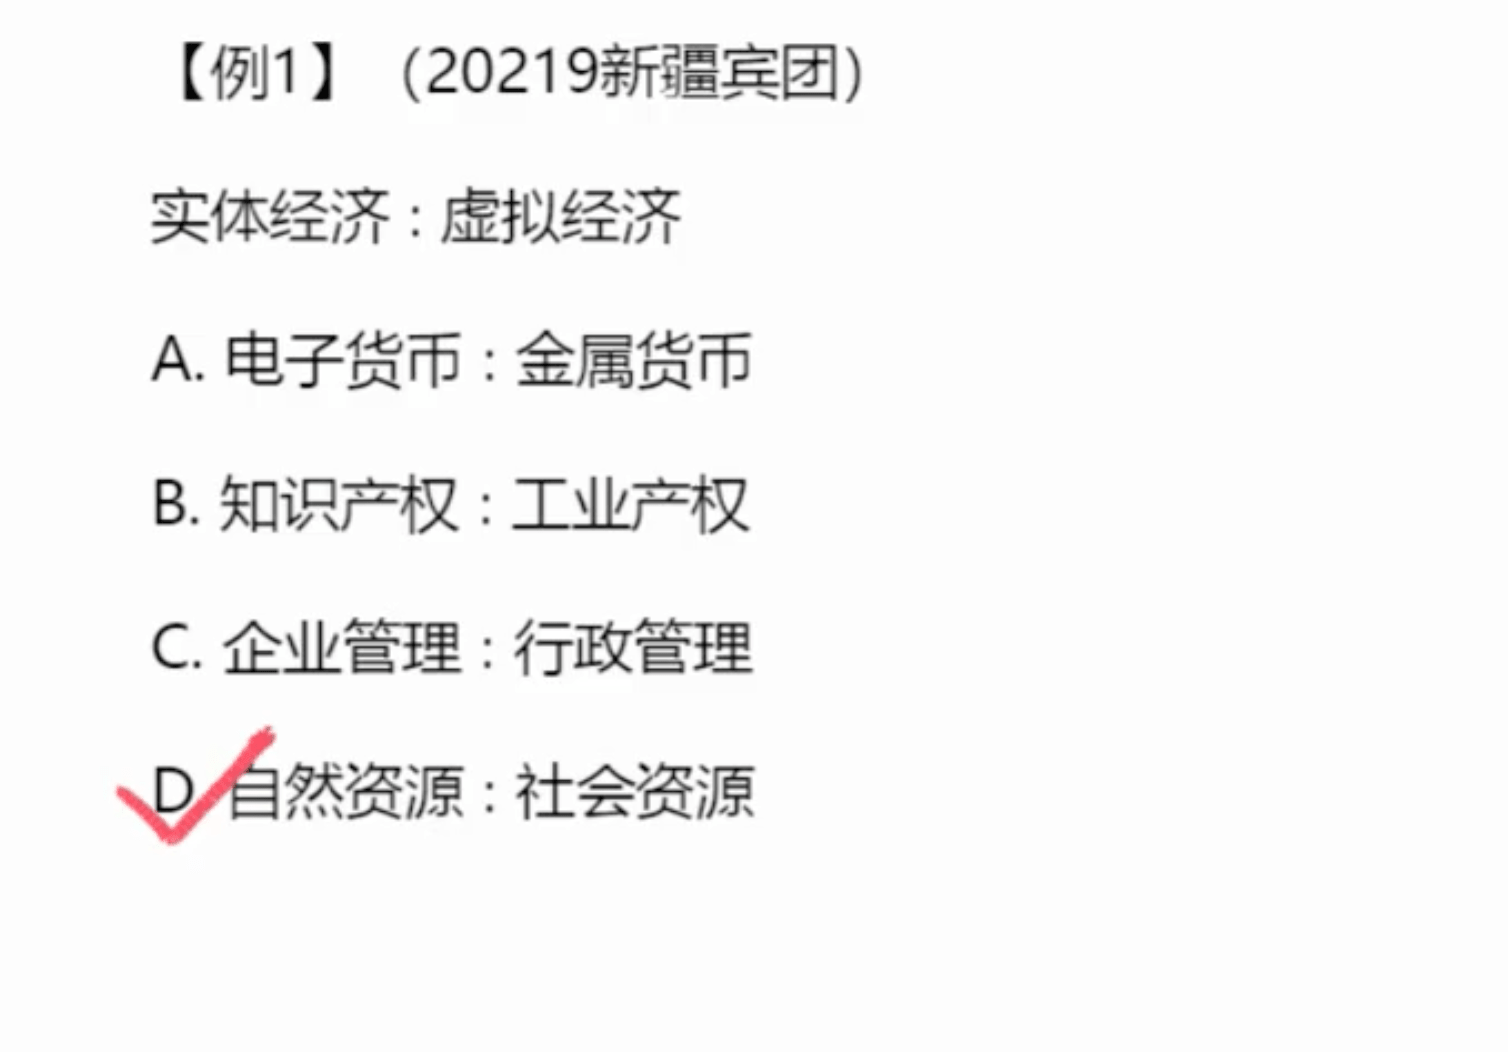 【例1】（20219新疆宾团）
实体经济：虚拟经济
A. 电子货币：金属货币
B. 知识产权：工业产权
C. 企业管理：行政管理
D 自然资源：社会资源